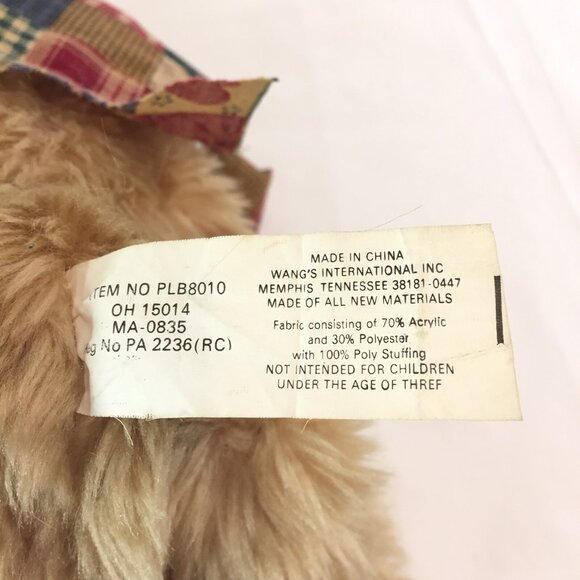 ITEM NO PLB8010
OH 15014
MA-0835
Reg No PA 2236(RC)
MADE IN CHINA
WANG'S INTERNATIONAL INC
MEMPHIS TENNESSEE 38181-0447
MADE OF ALL NEW MATERIALS
Fabric consisting of 70% Acrylic
and 30% Polyester
with 100% Poly Stuffing
NOT INTENDED FOR CHILDREN
UNDER THE AGE OF THREF